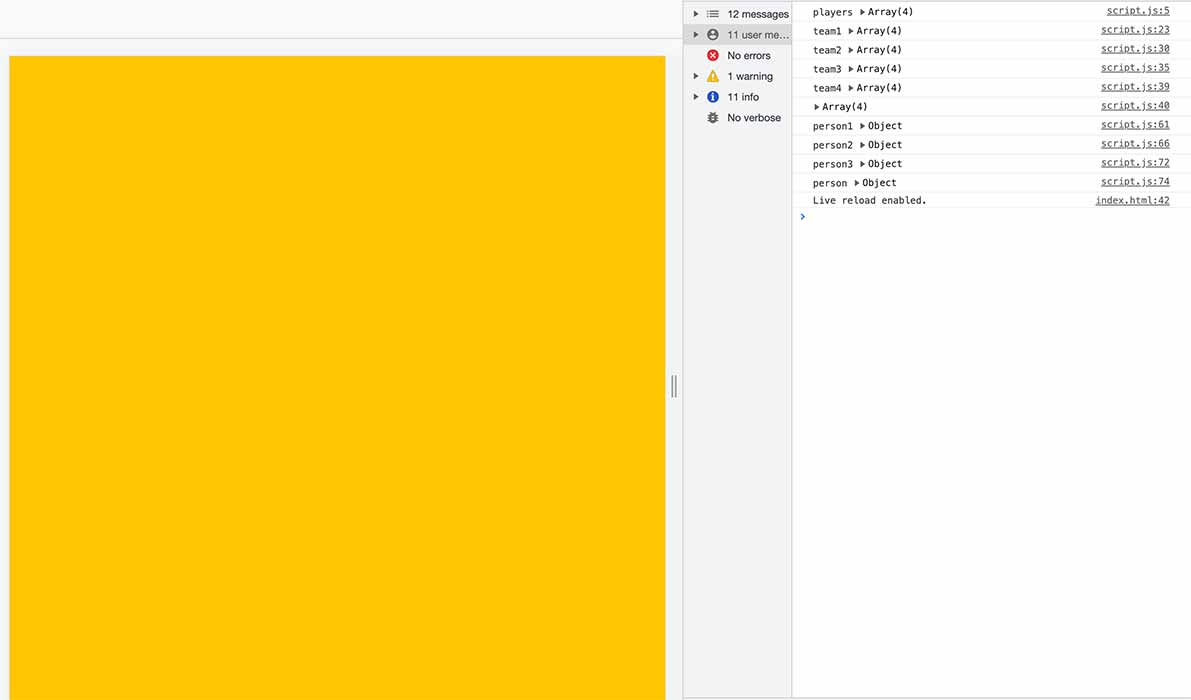 12 messages
11 user me...
No errors
1 warning
11 info
No verbose
players ▶Array(4) script.js:5
team1 ▶Array(4) script.js:23
team2 ▶Array(4) script.js:30
team3 ▶Array(4) script.js:35
team4 ▶Array(4) script.js:39
▶Array(4) script.js:40
person1 ▶Object script.js:61
person2 ▶Object script.js:66
person3 ▶Object script.js:72
person ▶Object script.js:74
Live reload enabled. index.html:42